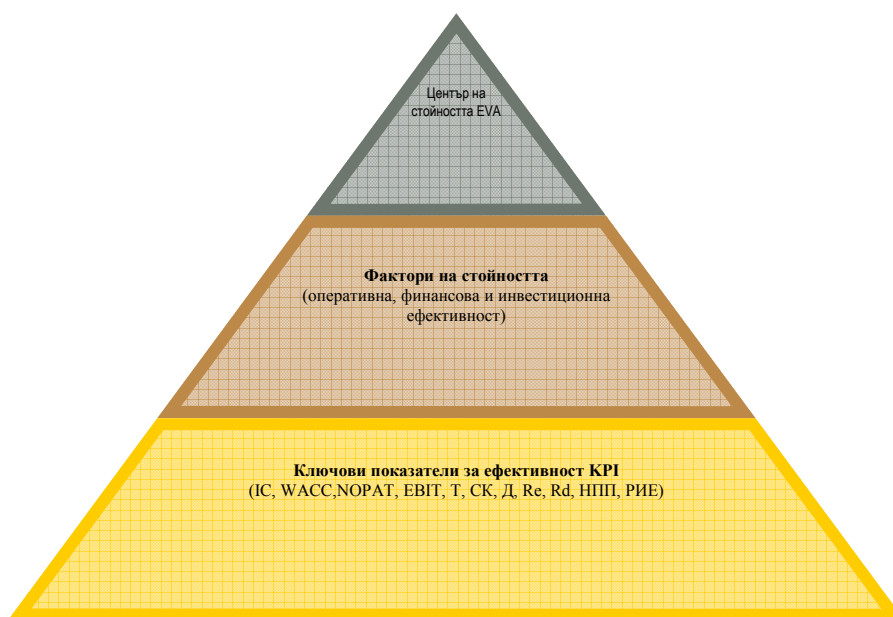 Център на
стойността EVA
Фактори на стойността
(оперативна, финансова и инвестиционна
ефективност)
Ключови показатели за ефективност KPI
(IC, WACC,NOPAT, EBIT, T, СК, Д, Re, Rd, НПП, РИЕ)